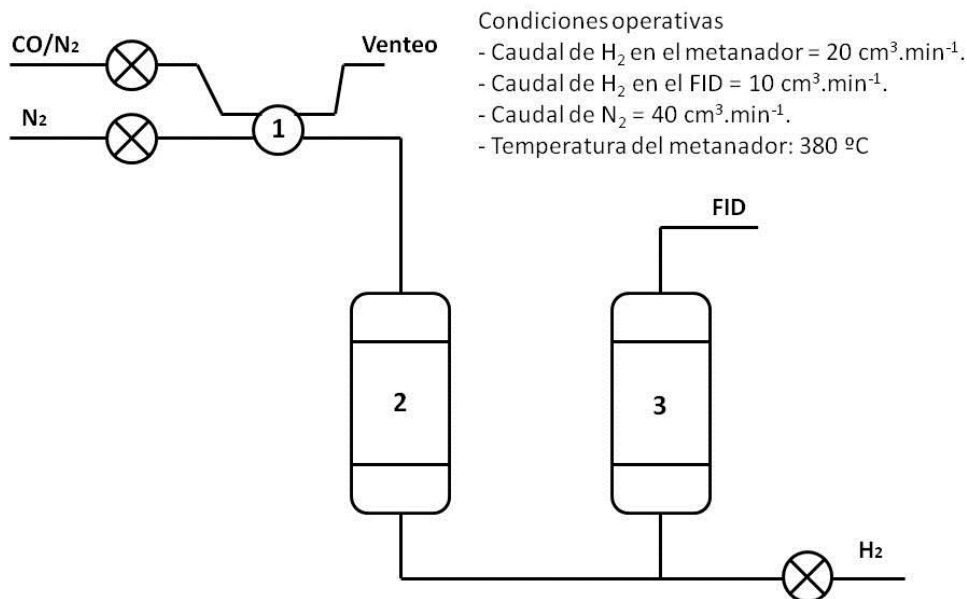 Condiciones operativas
- Caudal de H₂ en el metanador = 20 cm³.min⁻¹.
- Caudal de H₂ en el FID = 10 cm³.min⁻¹.
- Caudal de N₂ = 40 cm³.min⁻¹.
- Temperatura del metanador: 380 ºC
CO/N₂
Venteo
N₂
1
FID
2
3
H₂